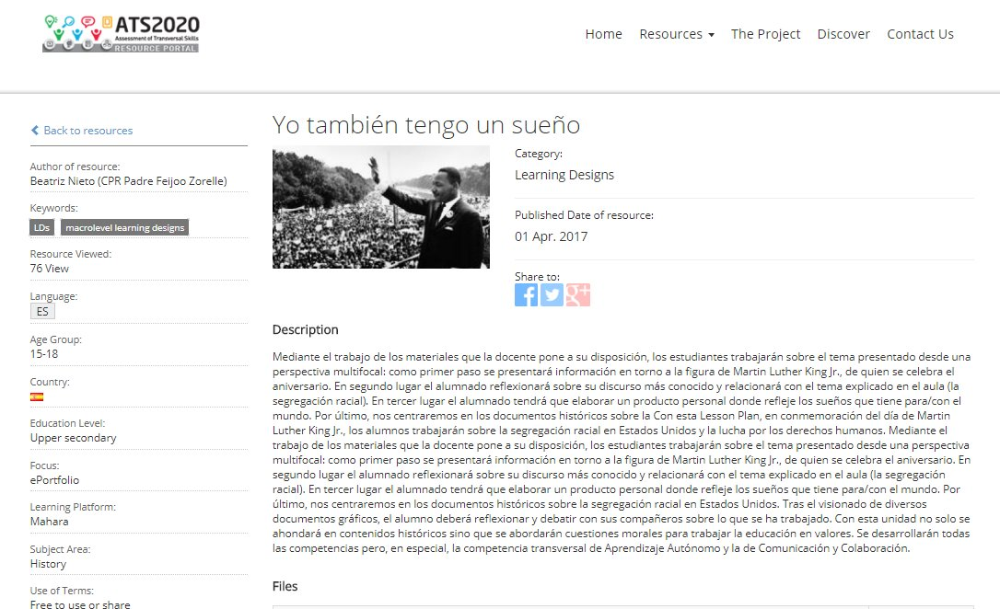 ATS2020
Assessment of Transversal Skills
RESOURCE PORTAL
Home
Resources
The Project
Discover
Contact Us
Back to resources
Author of resource:
Beatriz Nieto (CPR Padre Feijoo Zorelle)
Keywords:
LDs
macrolevel learning designs
Resource Viewed:
76 View
Language:
ES
Age Group:
15-18
Country:
Education Level:
Upper secondary
Focus:
ePortfolio
Learning Platform:
Mahara
Subject Area:
History
Use of Terms:
Free to use or share
Yo también tengo un sueño
Category:
Learning Designs
Published Date of resource:
01 Apr. 2017
Share to:
Description
Mediante el trabajo de los materiales que la docente pone a su disposición, los estudiantes trabajarán sobre el tema presentado desde una
perspectiva multifocal: como primer paso se presentará información en torno a la figura de Martin Luther King Jr., de quien se celebra el
aniversario. En segundo lugar el alumnado reflexionará sobre su discurso más conocido y relacionará con el tema explicado en el aula (la
segregación racial). En tercer lugar el alumnado tendrá que elaborar un producto personal donde refleje los sueños que tiene para/con el
mundo. Por último, nos centraremos en los documentos históricos sobre la Con esta Lesson Plan, en conmemoración del día de Martin
Luther King Jr., los alumnos trabajarán sobre la segregación racial en Estados Unidos y la lucha por los derechos humanos. Mediante el
trabajo de los materiales que la docente pone a su disposición, los estudiantes trabajarán sobre el tema presentado desde una perspectiva
multifocal: como primer paso se presentará información en torno a la figura de Martin Luther King Jr., de quien se celebra el aniversario. En
segundo lugar el alumnado reflexionará sobre su discurso más conocido y relacionará con el tema explicado en el aula (la segregación
racial). En tercer lugar el alumnado tendrá que elaborar un producto personal donde refleje los sueños que tiene para/con el mundo. Por
último, nos centraremos en los documentos históricos sobre la segregación racial en Estados Unidos. Tras el visionado de diversos
documentos gráficos, el alumno deberá reflexionar y debatir con sus compañeros sobre lo que se ha trabajado. Con esta unidad no solo se
ahondará en contenidos históricos sino que se abordarán cuestiones morales para trabajar la educación en valores. Se desarrollarán todas
las competencias pero, en especial, la competencia transversal de Aprendizaje Autónomo y la de Comunicación y Colaboración.
Files